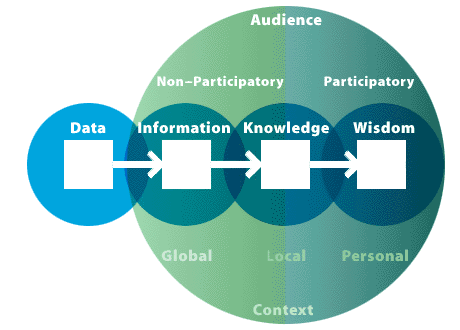 Audience
Non–Participatory Participatory
Data Information Knowledge Wisdom
Global Local Personal
Context